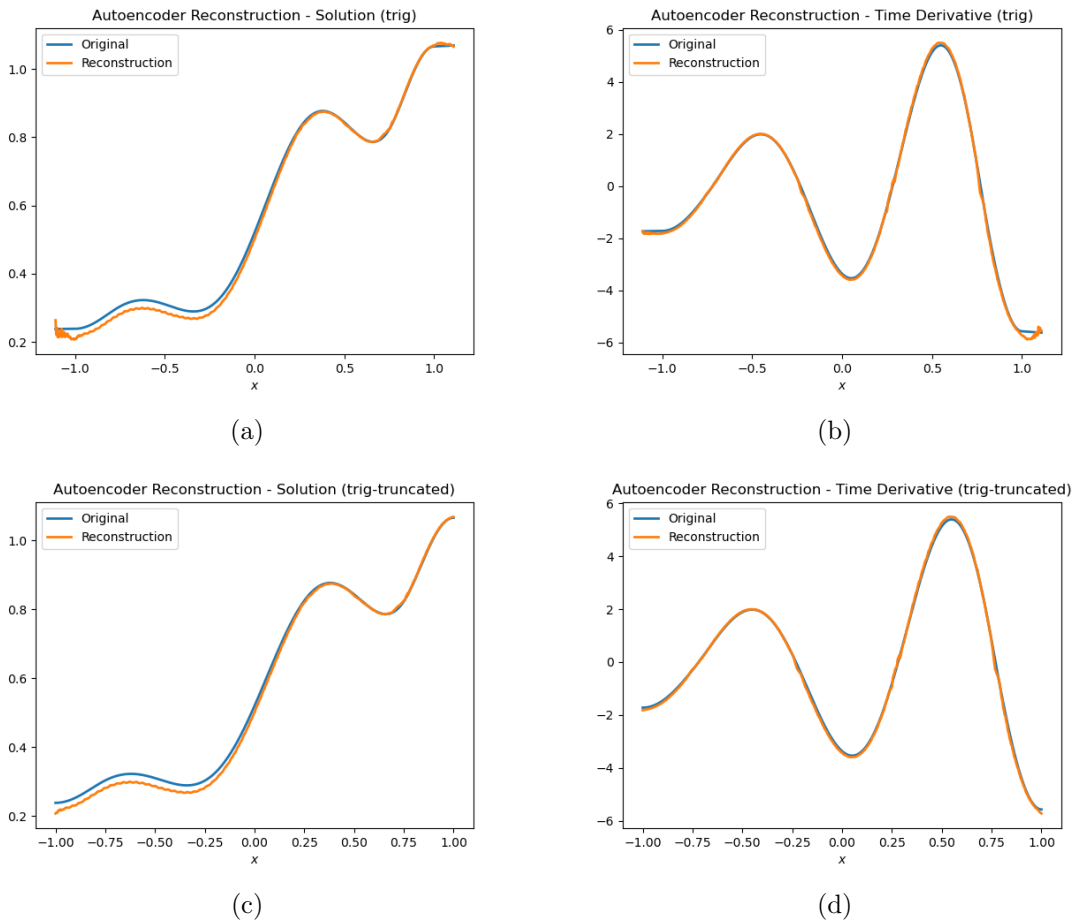 Autoencoder Reconstruction - Solution (trig)
Original
Reconstruction
1.0
0.8
0.6
0.4
0.2
−1.0 −0.5 0.0 0.5 1.0
x
(a)
Autoencoder Reconstruction - Time Derivative (trig)
Original
Reconstruction
6
4
2
0
−2
−4
−6
−1.0 −0.5 0.0 0.5 1.0
x
(b)
Autoencoder Reconstruction - Solution (trig-truncated)
Original
Reconstruction
1.0
0.8
0.6
0.4
0.2
−1.00 −0.75 −0.50 −0.25 0.00 0.25 0.50 0.75 1.00
x
(c)
Autoencoder Reconstruction - Time Derivative (trig-truncated)
Original
Reconstruction
6
4
2
0
−2
−4
−6
−1.00 −0.75 −0.50 −0.25 0.00 0.25 0.50 0.75 1.00
x
(d)